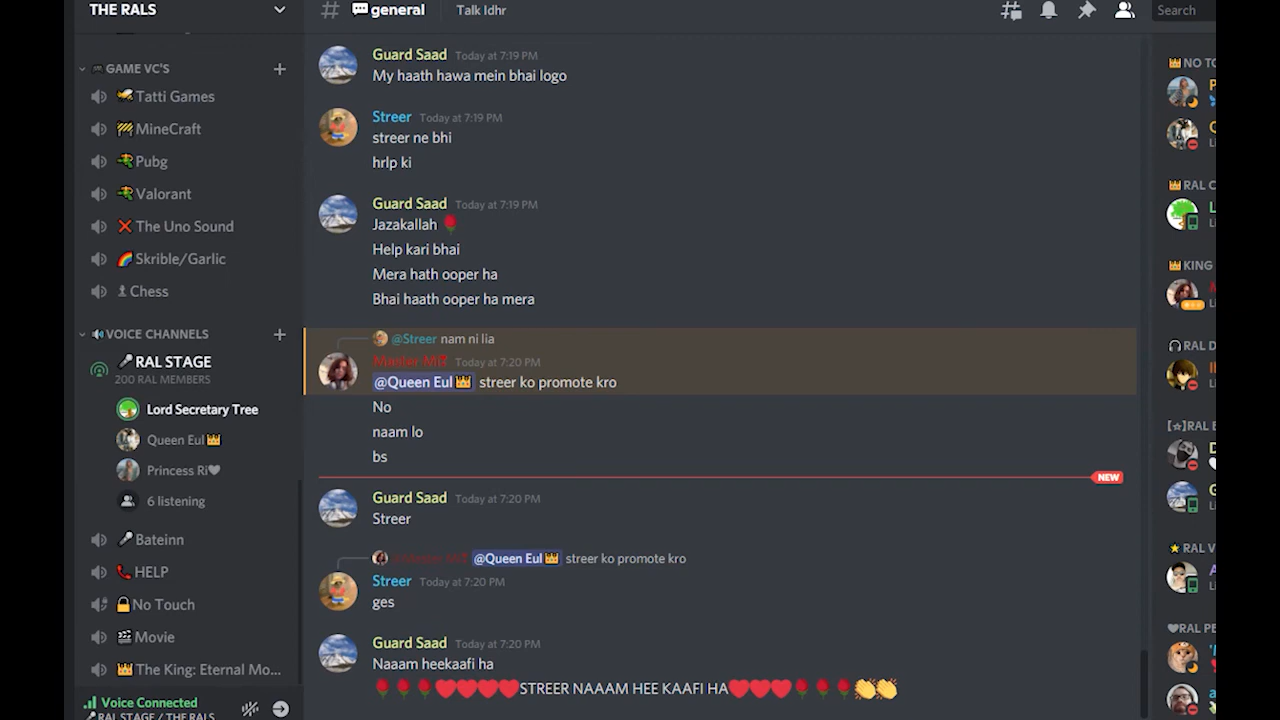 THE RALS
GAME VC'S
Tatti Games
MineCraft
Pubg
Valorant
The Uno Sound
Skrible/Garlic
Chess
VOICE CHANNELS
RAL STAGE
200 RAL MEMBERS
Lord Secretary Tree
Queen Eul
Princess Ri
6 listening
Bateinn
HELP
No Touch
Movie
The King: Eternal Mo...
Voice Connected
RAL STAGE / THE RALS
general Talk Idhr
Search
Guard Saad Today at 7:19 PM
My haath hawa mein bhai logo
Streer Today at 7:19 PM
streer ne bhi
hrlp ki
Guard Saad Today at 7:19 PM
Jazakallah
Help kari bhai
Mera hath ooper ha
Bhai haath ooper ha mera
@Streer nam ni lia
Today at 7:20 PM
@Queen Eul streer ko promote kro
No
naam lo
bs
NEW
Guard Saad Today at 7:20 PM
Streer
@Queen Eul streer ko promote kro
Streer Today at 7:20 PM
ges
Guard Saad Today at 7:20 PM
Naaam heekaafi ha
STREER NAAAM HEE KAAFI HA
NO TO
RAL C
KING
RAL D
RAL E
RAL V
RAL PE